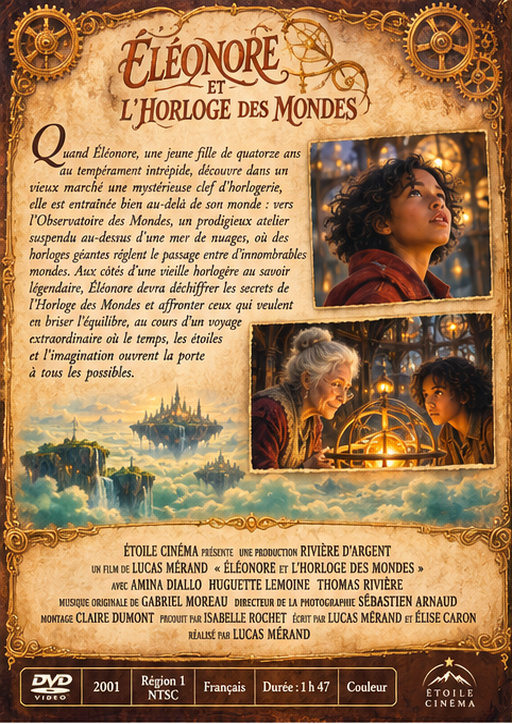 ÉLÉONORE
ET
L'HORLOGE DES MONDES
Quand Éléonore, une jeune fille de quatorze ans
au tempérament intrépide, découvre dans un
vieux marché une mystérieuse clef d'horlogerie,
elle est entraînée bien au-delà de son monde : vers
l'Observatoire des Mondes, un prodigieux atelier
suspendu au-desrus d'une mer de nuages, où des
horloges géantes règlent le passage entre d'innombrables
mondes. Aux côtés d'une vieille horlogére au savoir
légendaire, Éléonore devra déchiffrer les secrets de
l'Horloge des Mondes et affronter ceux qui veulent
en briser l'équilibre, au cours d'un voyage
extraordinaire où le temps, les étoiles
et l'imagination ouvrent la porte
à tous les possibles.
ÉTOILE CINÉMA PRÉSENTE UNE PRODUCTION RIVIÈRE D'ARGENT
UN FILM DE LUCAS MÉRAND « ÉLÉONORE ET L'HORLOGE DES MONDES »
AVEC AMINA DIALLO HUGUETTE LEMOINE THOMAS RIVIÈRE
MUSIQUE ORIGINALE DE GABRIEL MOREAU DIRECTEUR DE LA PHOTOGRAPHIE SÉBASTIEN ARNAUD
MONTAGE CLAIRE DUMONT PRODUIT PAR ISABELLE ROCHET ÉCRIT PAR LUCAS MÉRAND ET ÉLISE CARON
RÉALISÉ PAR LUCAS MÉRAND
DVD VIDEO
2001
Région 1
NTSC
Français
Durée : 1 h 47
Couleur
ÉTOILE
CINÉMA